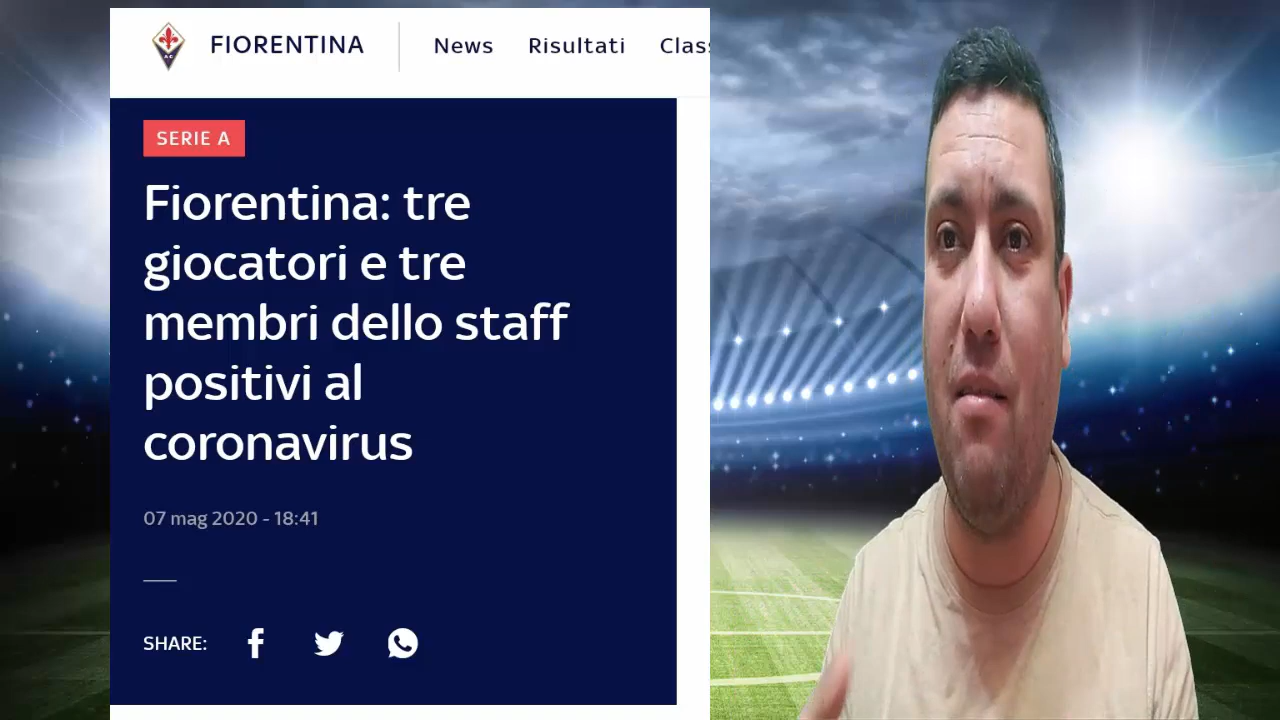 FIORENTINA News Risultati Clas
SERIE A
Fiorentina: tre
giocatori e tre
membri dello staff
positivi al
coronavirus
07 mag 2020 - 18:41
SHARE: